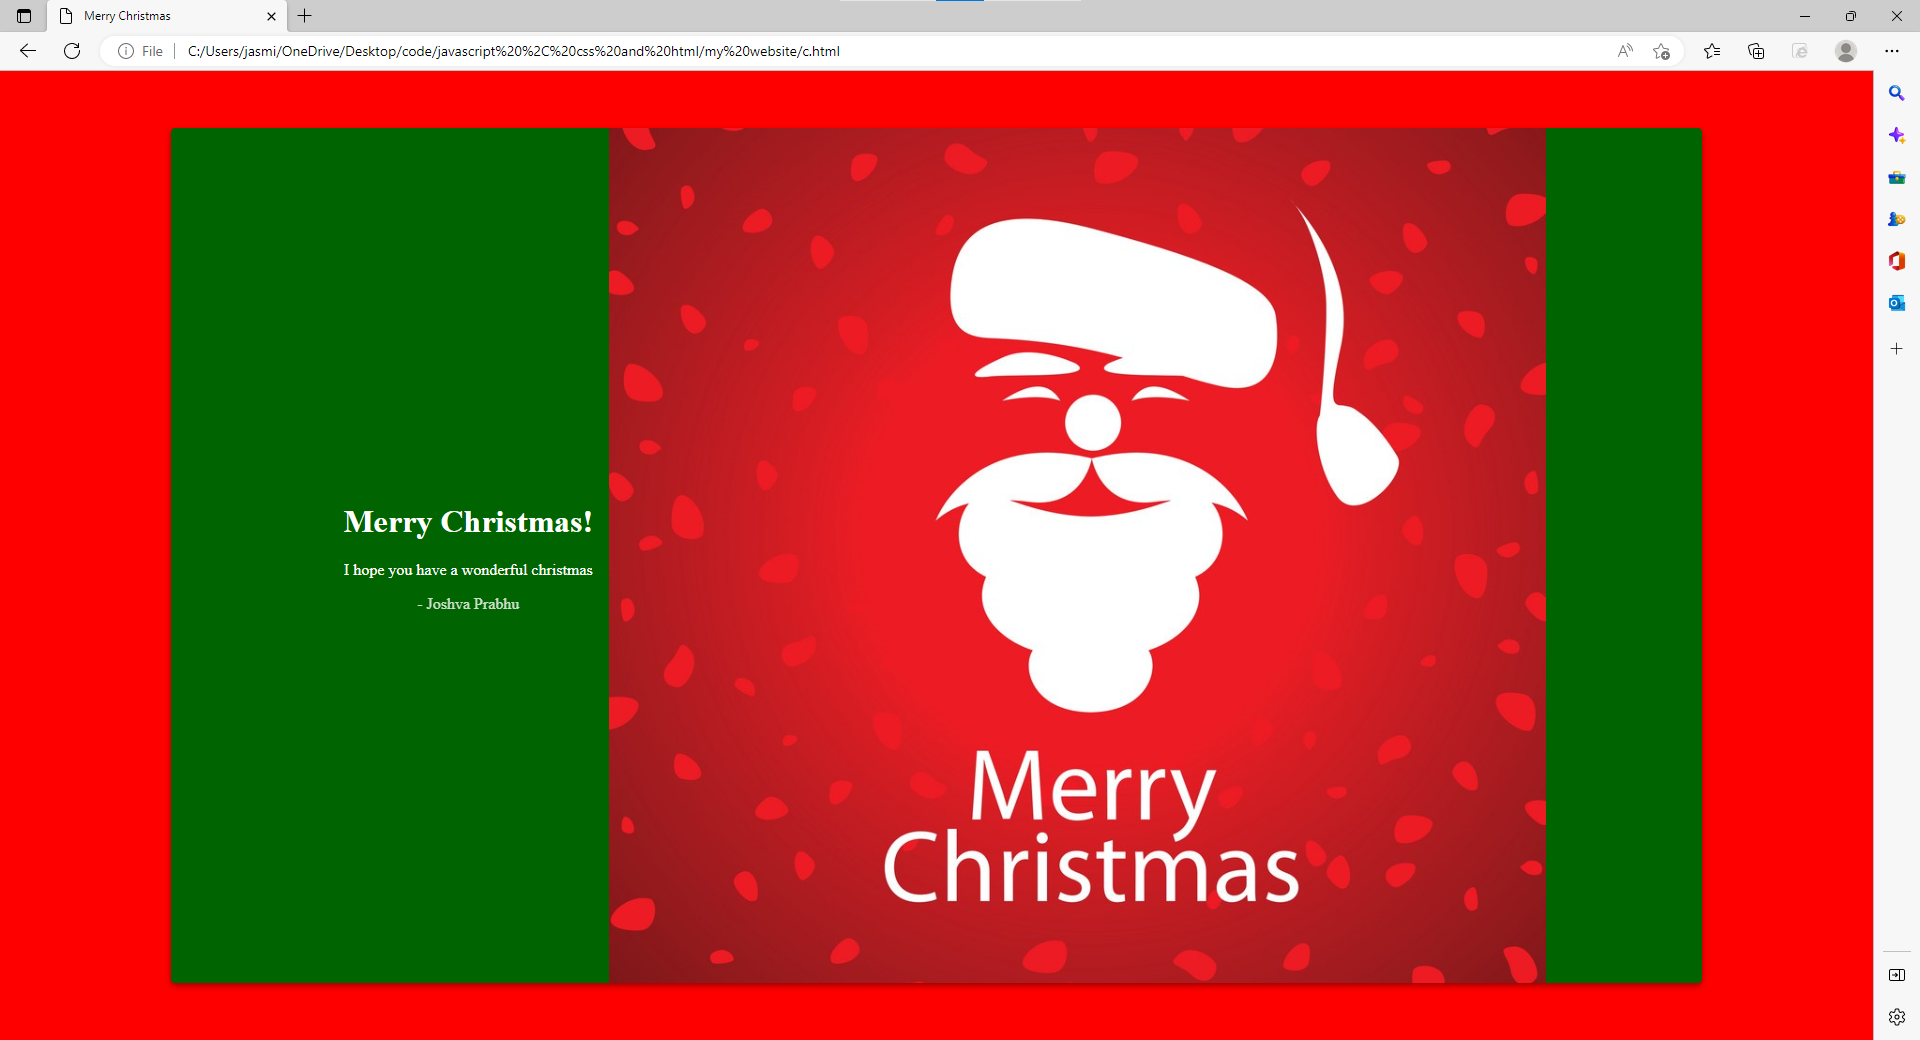 Merry Christmas
File
C:/Users/jasmi/OneDrive/Desktop/code/javascript%20%2C%20css%20and%20html/my%20website/c.html
Merry Christmas!
I hope you have a wonderful christmas
- Joshva Prabhu
Merry
Christmas